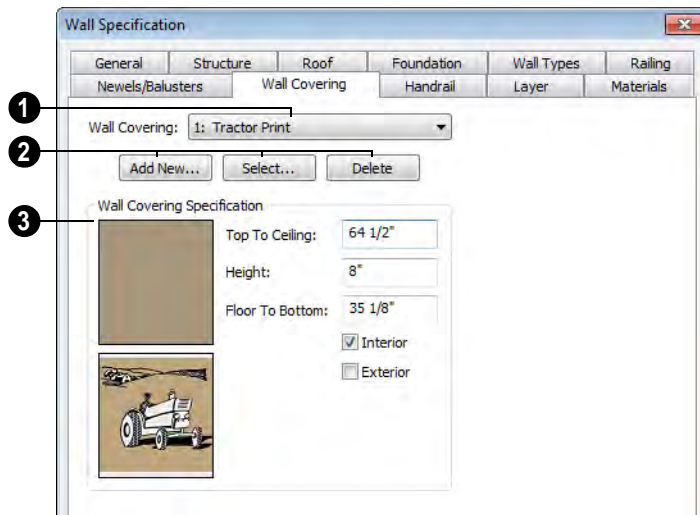 Wall Specification
General Structure Roof Foundation Wall Types Railing
Newels/Balusters Wall Covering Handrail Layer Materials
1
Wall Covering: 1: Tractor Print
2
Add New... Select... Delete
Wall Covering Specification
3
Top To Ceiling: 64 1/2"
Height: 8"
Floor To Bottom: 35 1/8"
Interior
Exterior